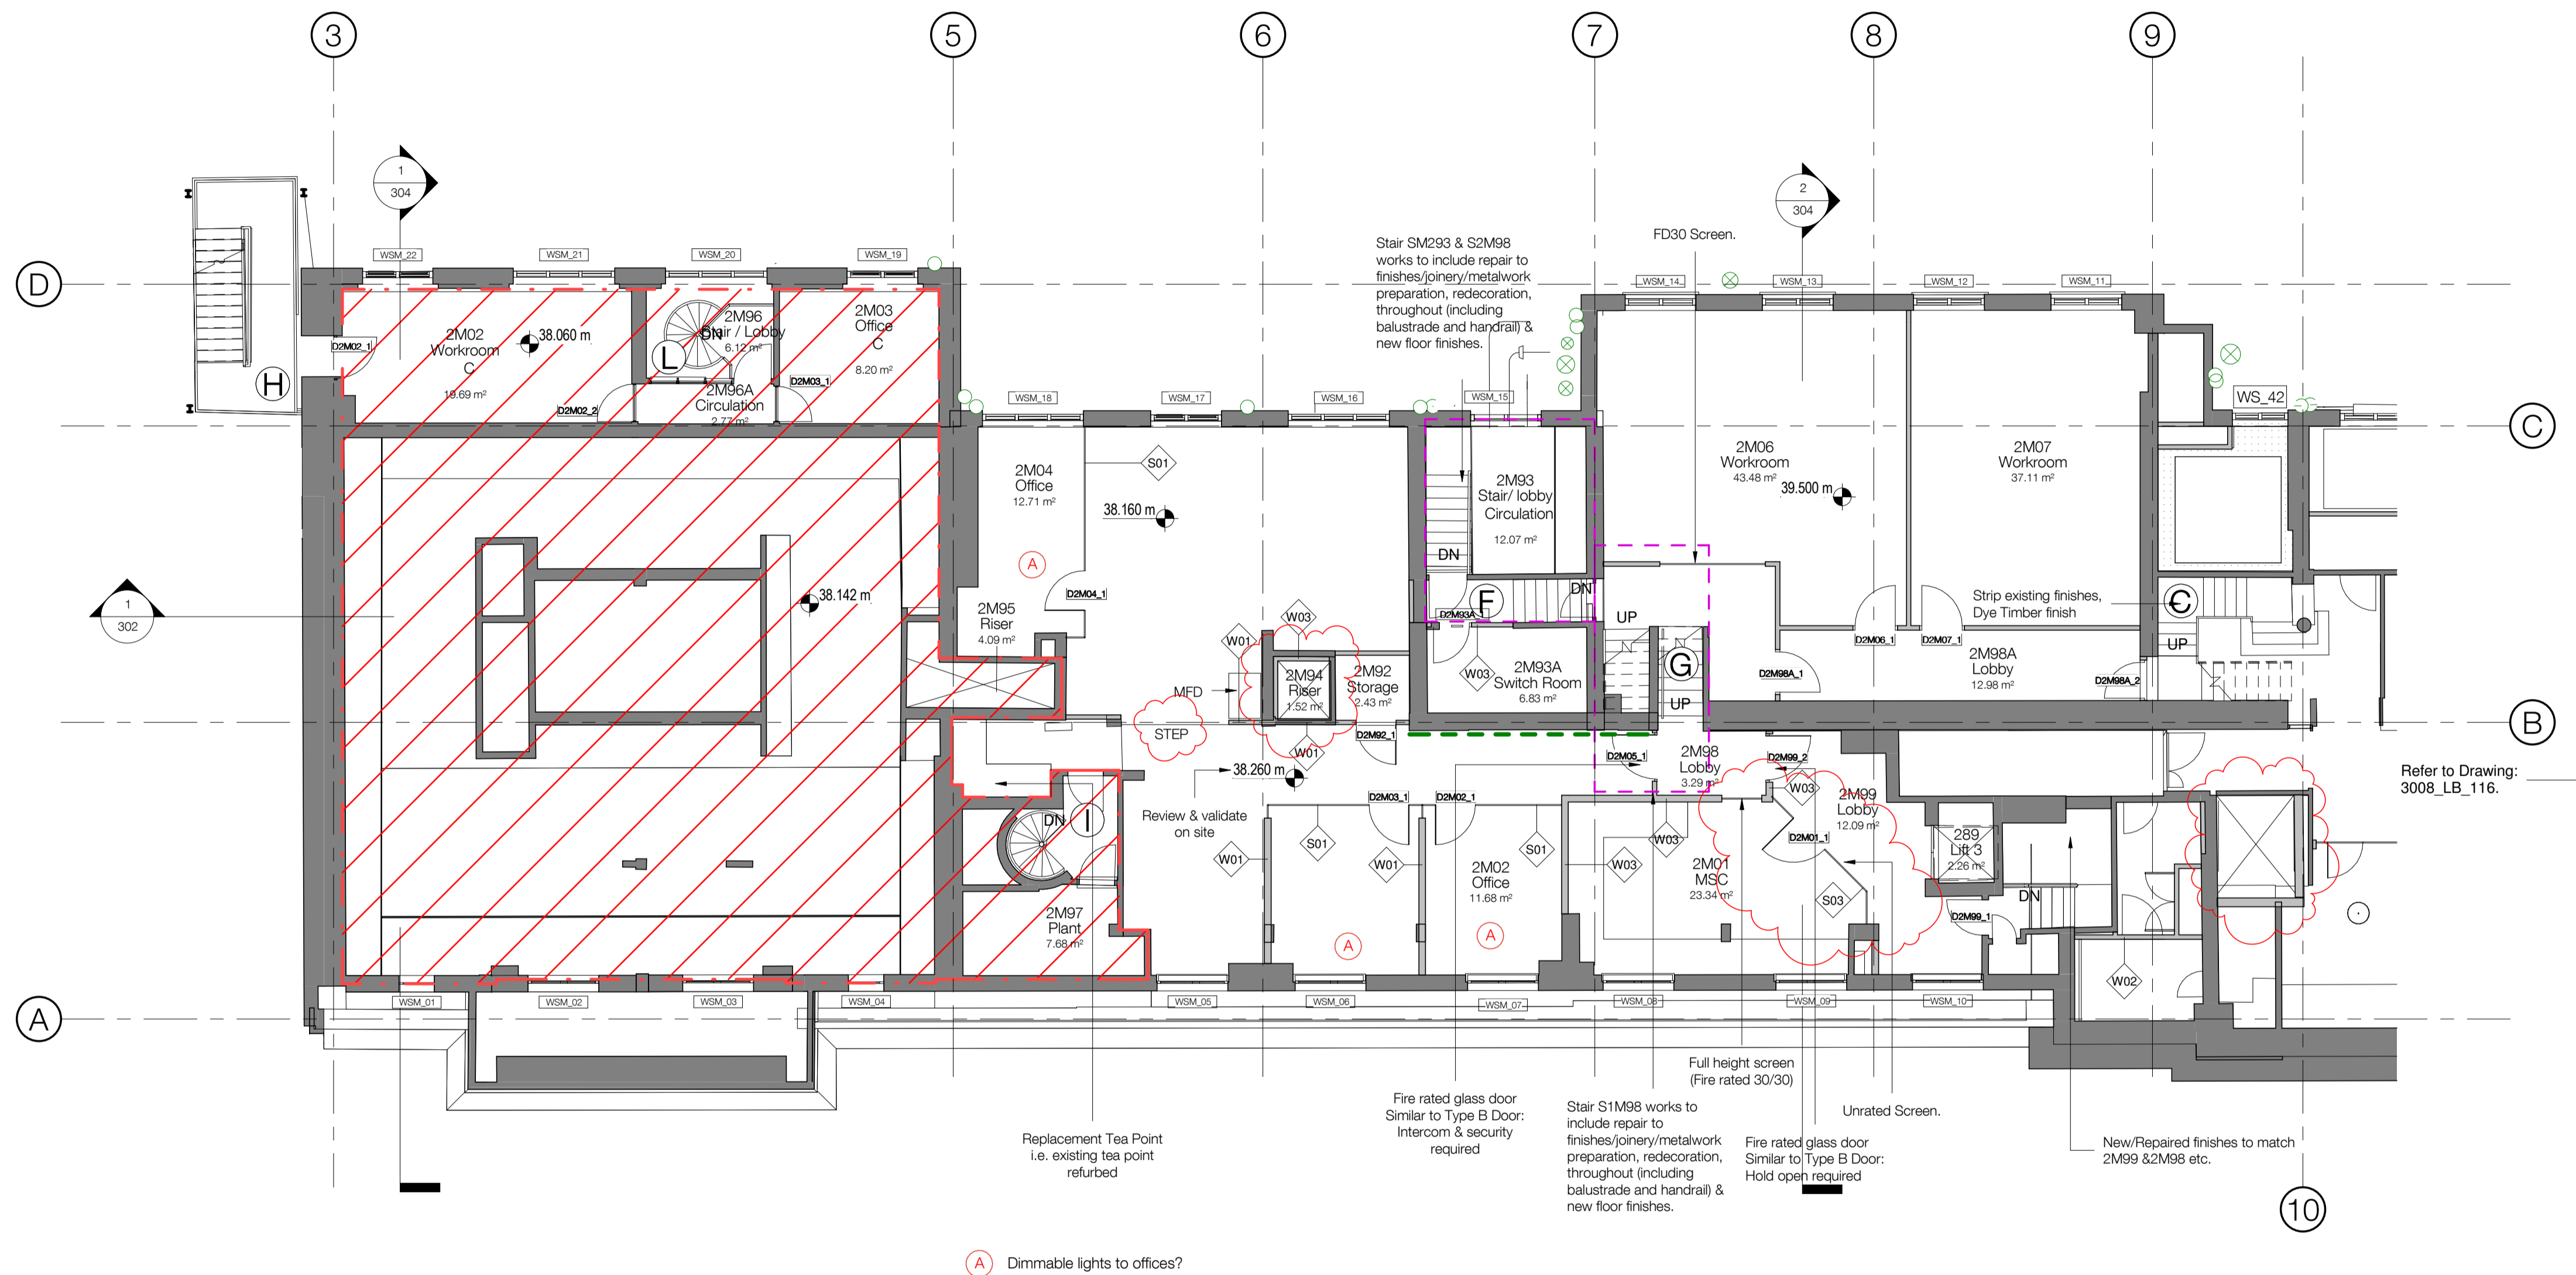 3
5
6
7
8
9
1
304
2
304
Stair SM293 & S2M98
works to include repair to
finishes/joinery/metalwork
preparation, redecoration,
throughout (including
balustrade and handrail) &
new floor finishes.
FD30 Screen.
D
WSM_22
WSM_21
WSM_20
WSM_19
WSM_14
WSM_13
WSM_12
WSM_11
2M02
Workroom
C
19.69 m²
38.060 m
D2M02_1
D2M02_2
2M96
Stair / Lobby
6.12 m²
DN
L
2M96A
Circulation
2.77 m²
2M03
Office
C
8.20 m²
D2M03_1
H
WSM_18
WSM_17
WSM_16
WSM_15
WS_42
C
2M04
Office
12.71 m²
S01
38.160 m
A
D2M04_1
2M93
Stair/ lobby
Circulation
12.07 m²
DN
DN
F
D2M93A_1
2M06
Workroom
43.48 m²
39.500 m
2M07
Workroom
37.11 m²
1
302
38.142 m
2M95
Riser
4.09 m²
W03
W01
MFD
2M94
Riser
1.52 m²
2M92
Storage
2.43 m²
W03
2M93A
Switch Room
6.83 m²
UP
G
UP
D2M06_1
D2M07_1
Strip existing finishes,
Dye Timber finish
C
UP
D2M98A_1
2M98A
Lobby
12.98 m²
D2M98A_2
B
STEP
W01
D2M92_1
D2M05_1
2M98
Lobby
3.29 m²
D2M99_2
Refer to Drawing:
3008_LB_116.
38.260 m
Review & validate
on site
D2M03_1
D2M02_1
W03
2M99
Lobby
12.09 m²
DN
I
W01
S01
W01
S01
W03
W03
D2M01_1
289
Lift 3
2.26 m²
2M02
Office
11.68 m²
2M01
MSC
23.34 m²
S03
DN
D2M99_1
2M97
Plant
7.68 m²
A
A
W02
A
WSM_01
WSM_02
WSM_03
WSM_04
WSM_05
WSM_06
WSM_07
WSM_08
WSM_09
WSM_10
Replacement Tea Point
i.e. existing tea point
refurbed
Fire rated glass door
Similar to Type B Door:
Intercom & security
required
Stair S1M98 works to
include repair to
finishes/joinery/metalwork
preparation, redecoration,
throughout (including
balustrade and handrail) &
new floor finishes.
Full height screen
(Fire rated 30/30)
Fire rated glass door
Similar to Type B Door:
Hold open required
Unrated Screen.
New/Repaired finishes to match
2M99 &2M98 etc.
10
A Dimmable lights to offices?